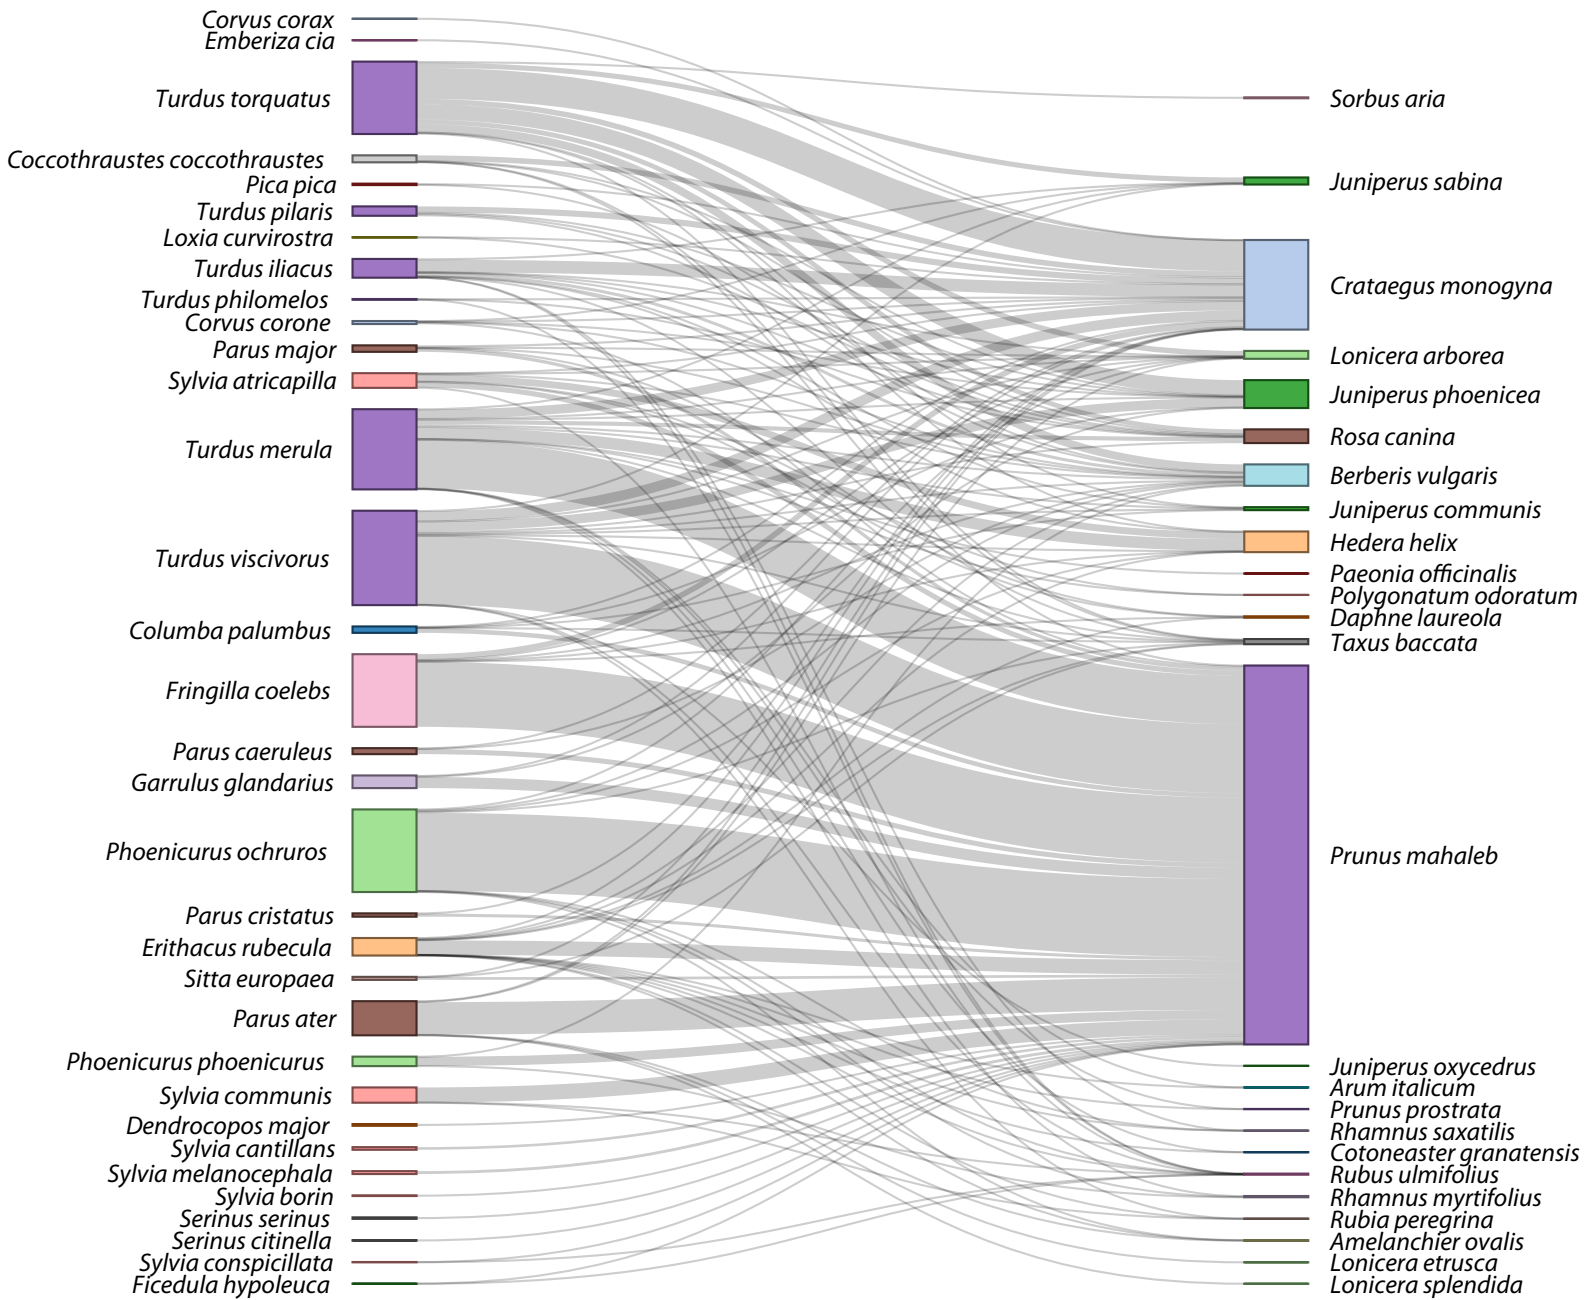 Corvus corax
Emberiza cia
Turdus torquatus
Coccothraustes coccothraustes
Pica pica
Turdus pilaris
Loxia curvirostra
Turdus iliacus
Turdus philomelos
Corvus corone
Parus major
Sylvia atricapilla
Turdus merula
Turdus viscivorus
Columba palumbus
Fringilla coelebs
Parus caeruleus
Garrulus glandarius
Phoenicurus ochruros
Parus cristatus
Erithacus rubecula
Sitta europaea
Parus ater
Phoenicurus phoenicurus
Sylvia communis
Dendrocopos major
Sylvia cantillans
Sylvia melanocephala
Sylvia borin
Serinus serinus
Serinus citinella
Sylvia conspicillata
Ficedula hypoleuca
Sorbus aria
Juniperus sabina
Crataegus monogyna
Lonicera arborea
Juniperus phoenicea
Rosa canina
Berberis vulgaris
Juniperus communis
Hedera helix
Paeonia officinalis
Polygonatum odoratum
Daphne laureola
Taxus baccata
Prunus mahaleb
Juniperus oxycedrus
Arum italicum
Prunus prostrata
Rhamnus saxatilis
Cotoneaster granatensis
Rubus ulmifolius
Rhamnus myrtifolius
Rubia peregrina
Amelanchier ovalis
Lonicera etrusca
Lonicera splendida